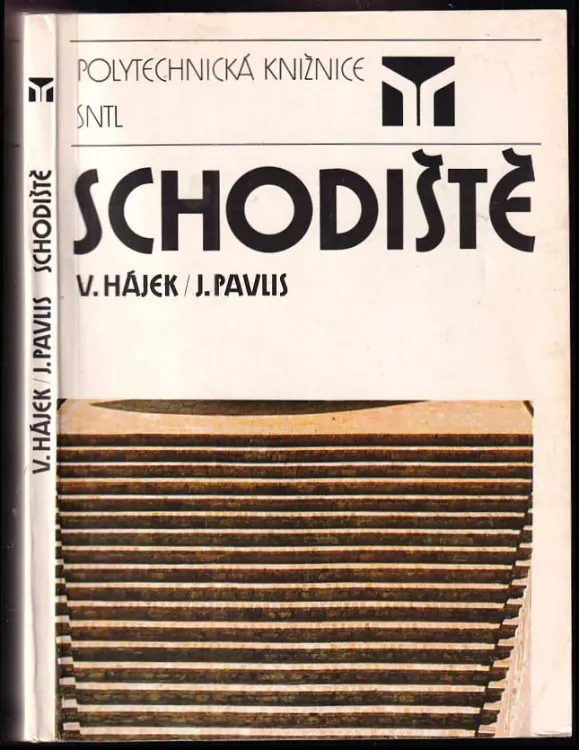 POLYTECHNICKÁ KNIŽNICE
SNTL
SCHODIŠTĚ
V. HÁJEK / J. PAVLIS
V. HÁJEK / J. PAVLIS SCHODIŠTĚ